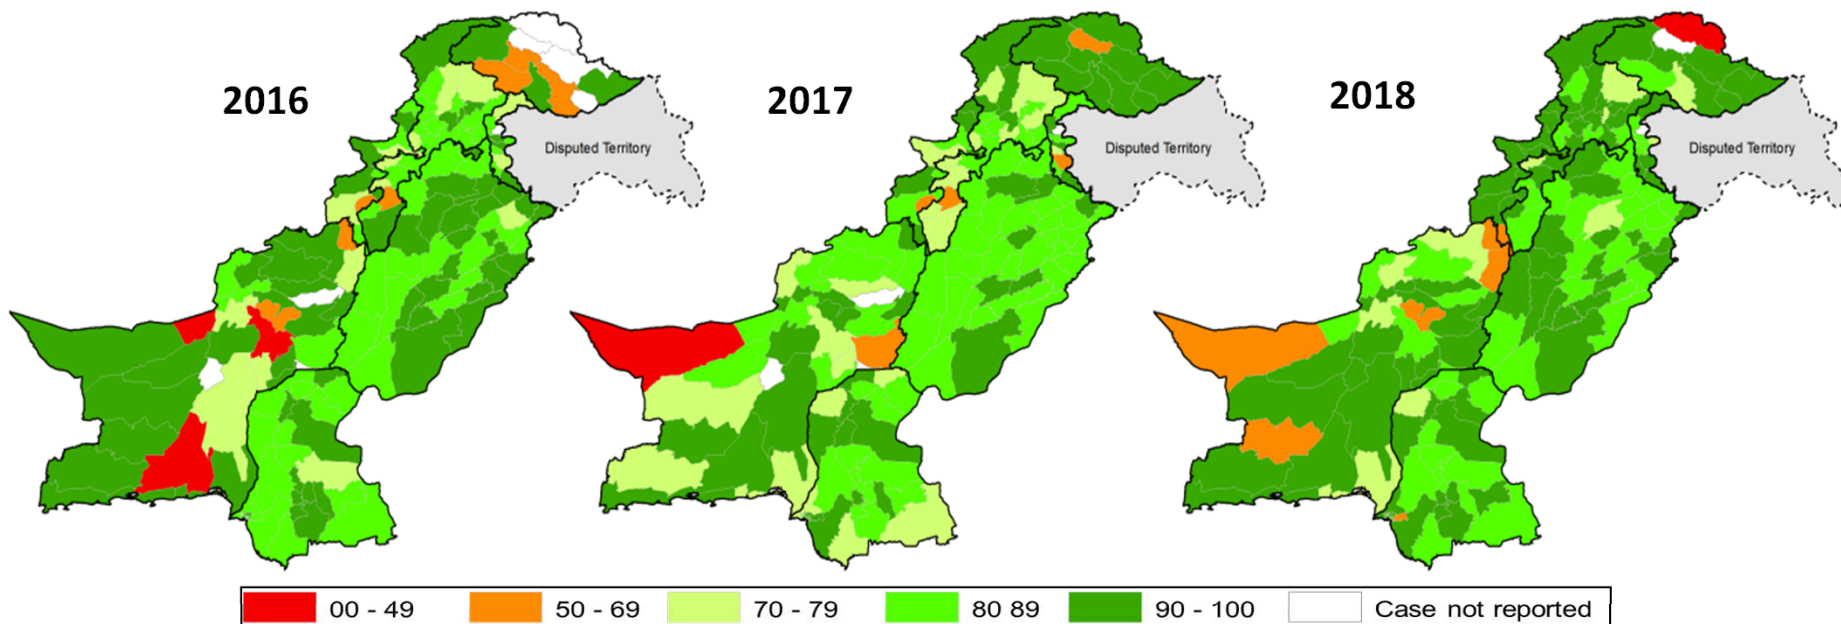 2016
2017
2018
Disputed Territory
Disputed Territory
Disputed Territory
00 - 49
50 - 69
70 - 79
80 89
90 - 100
Case not reported